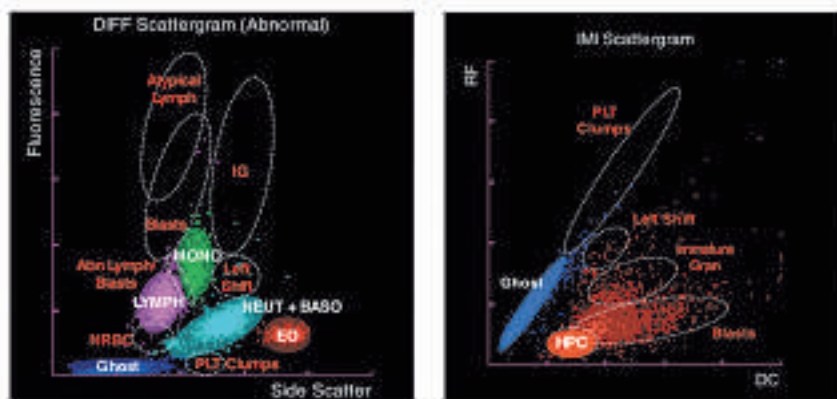 DIFF Scattergram (Abnormal)
Fluorescence
Atypical
Lymph
IG
Blasts
MONO
Abn Lymph/
Blasts
Left
Shift
LYMPH
NEUT + BASO
NRBC
EO
Ghost
PLT Clumps
Side Scatter
IMI Scattergram
RF
PLT
Clumps
Left Shift
Immature
Gran
Ghost
Blasts
HPC
DC